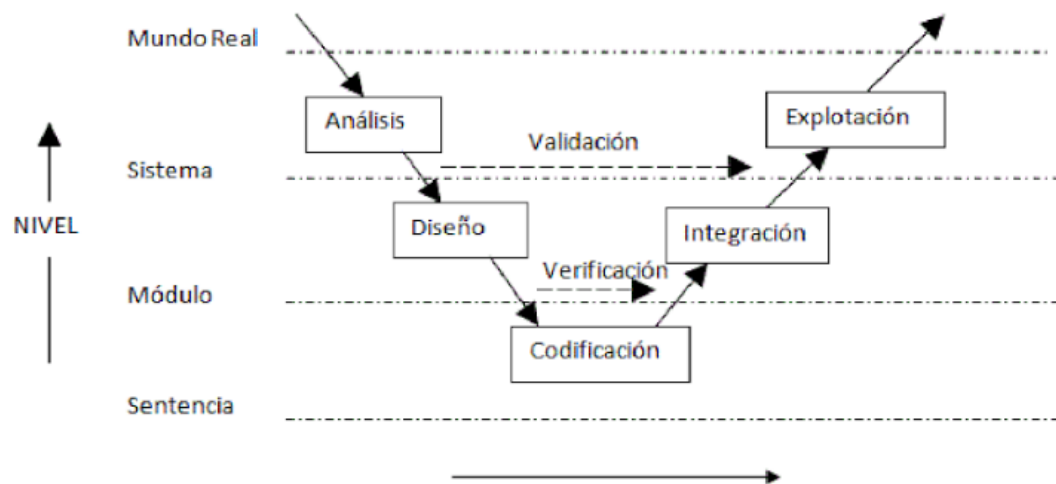 Mundo Real
Análisis
Explotación
Validación
Sistema
NIVEL
Diseño
Integración
Verificación
Módulo
Codificación
Sentencia